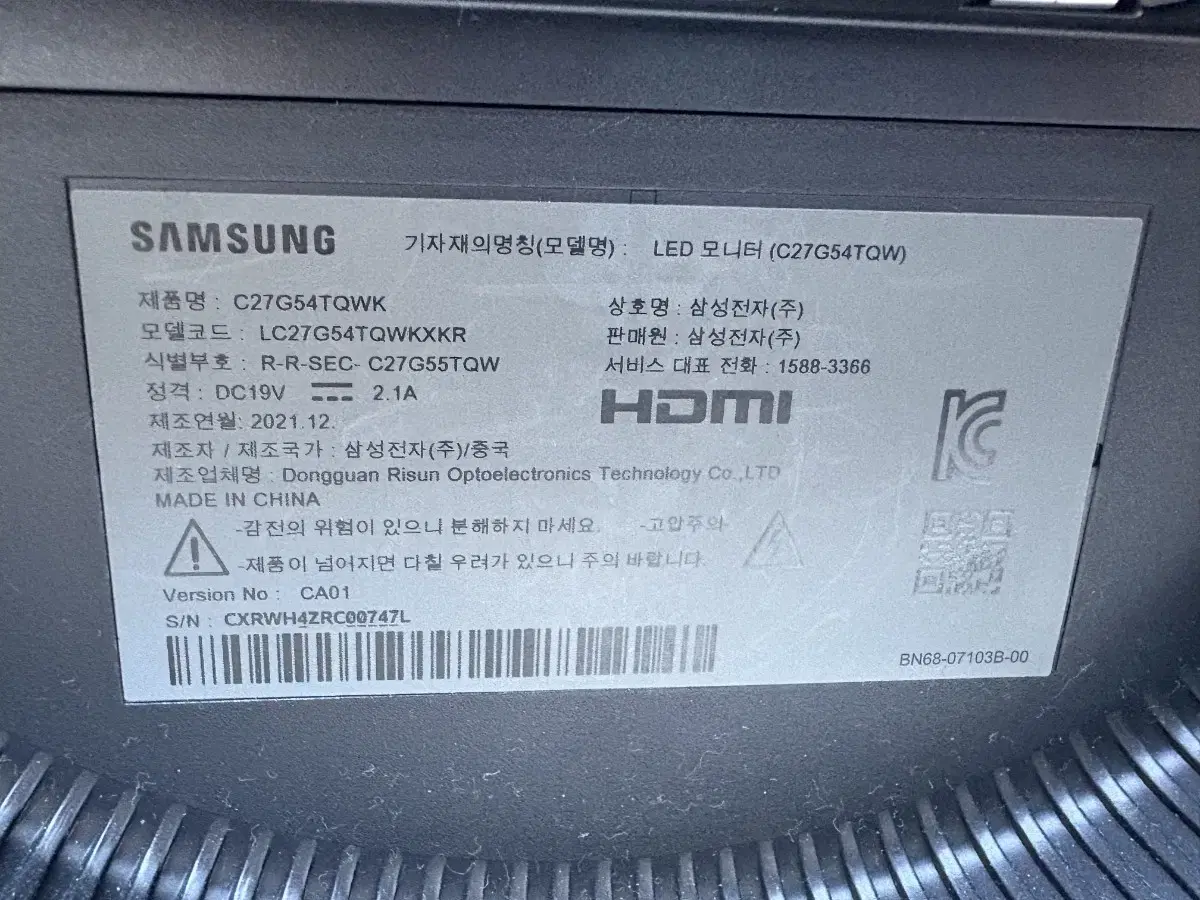 SAMSUNG
기자재의명칭(모델명) : LED 모니터 (C27G54TQW)
제품명 : C27G54TQWK
모델코드 : LC27G54TQWKXKR
식별부호 : R-R-SEC- C27G55TQW
정격 : DC19V 2.1A
제조연월: 2021.12.
제조자 / 제조국가 : 삼성전자(주)/중국
제조업체명 : Dongguan Risun Optoelectronics Technology Co.,LTD
MADE IN CHINA
상호명 : 삼성전자(주)
판매원 : 삼성전자(주)
서비스 대표 전화 : 1588-3366
HDMI
KC
-감전의 위험이 있으니 분해하지 마세요. -고압주의-
-제품이 넘어지면 다칠 우려가 있으니 주의 바랍니다.
Version No : CA01
S/N : CXRWH4ZRC00747L
BN68-07103B-00